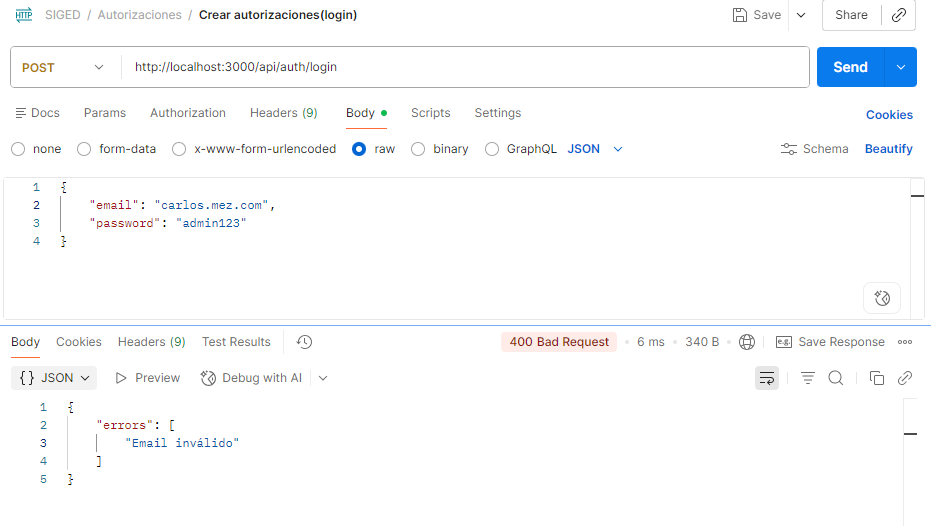 HTTP SIGED / Autorizaciones / Crear autorizaciones(login) Save Share
POST http://localhost:3000/api/auth/login Send
Docs Params Authorization Headers (9) Body Scripts Settings Cookies
none form-data x-www-form-urlencoded raw binary GraphQL JSON Schema Beautify
1 {
2 "email": "carlos.mez.com",
3 "password": "admin123"
4 }
Body Cookies Headers (9) Test Results 400 Bad Request • 6 ms • 340 B • e.g. Save Response
{} JSON Preview Debug with AI
1 {
2 "errors": [
3 "Email inválido"
4 ]
5 }